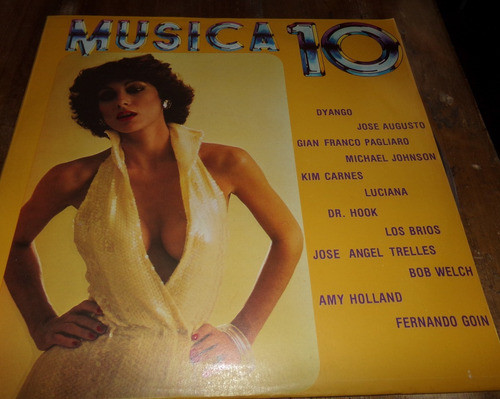 MUSICA 10
DYANGO
JOSE AUGUSTO
GIAN FRANCO PAGLIARO
MICHAEL JOHNSON
KIM CARNES
LUCIANA
DR. HOOK
LOS BRIOS
JOSE ANGEL TRELLES
BOB WELCH
AMY HOLLAND
FERNANDO GOIN